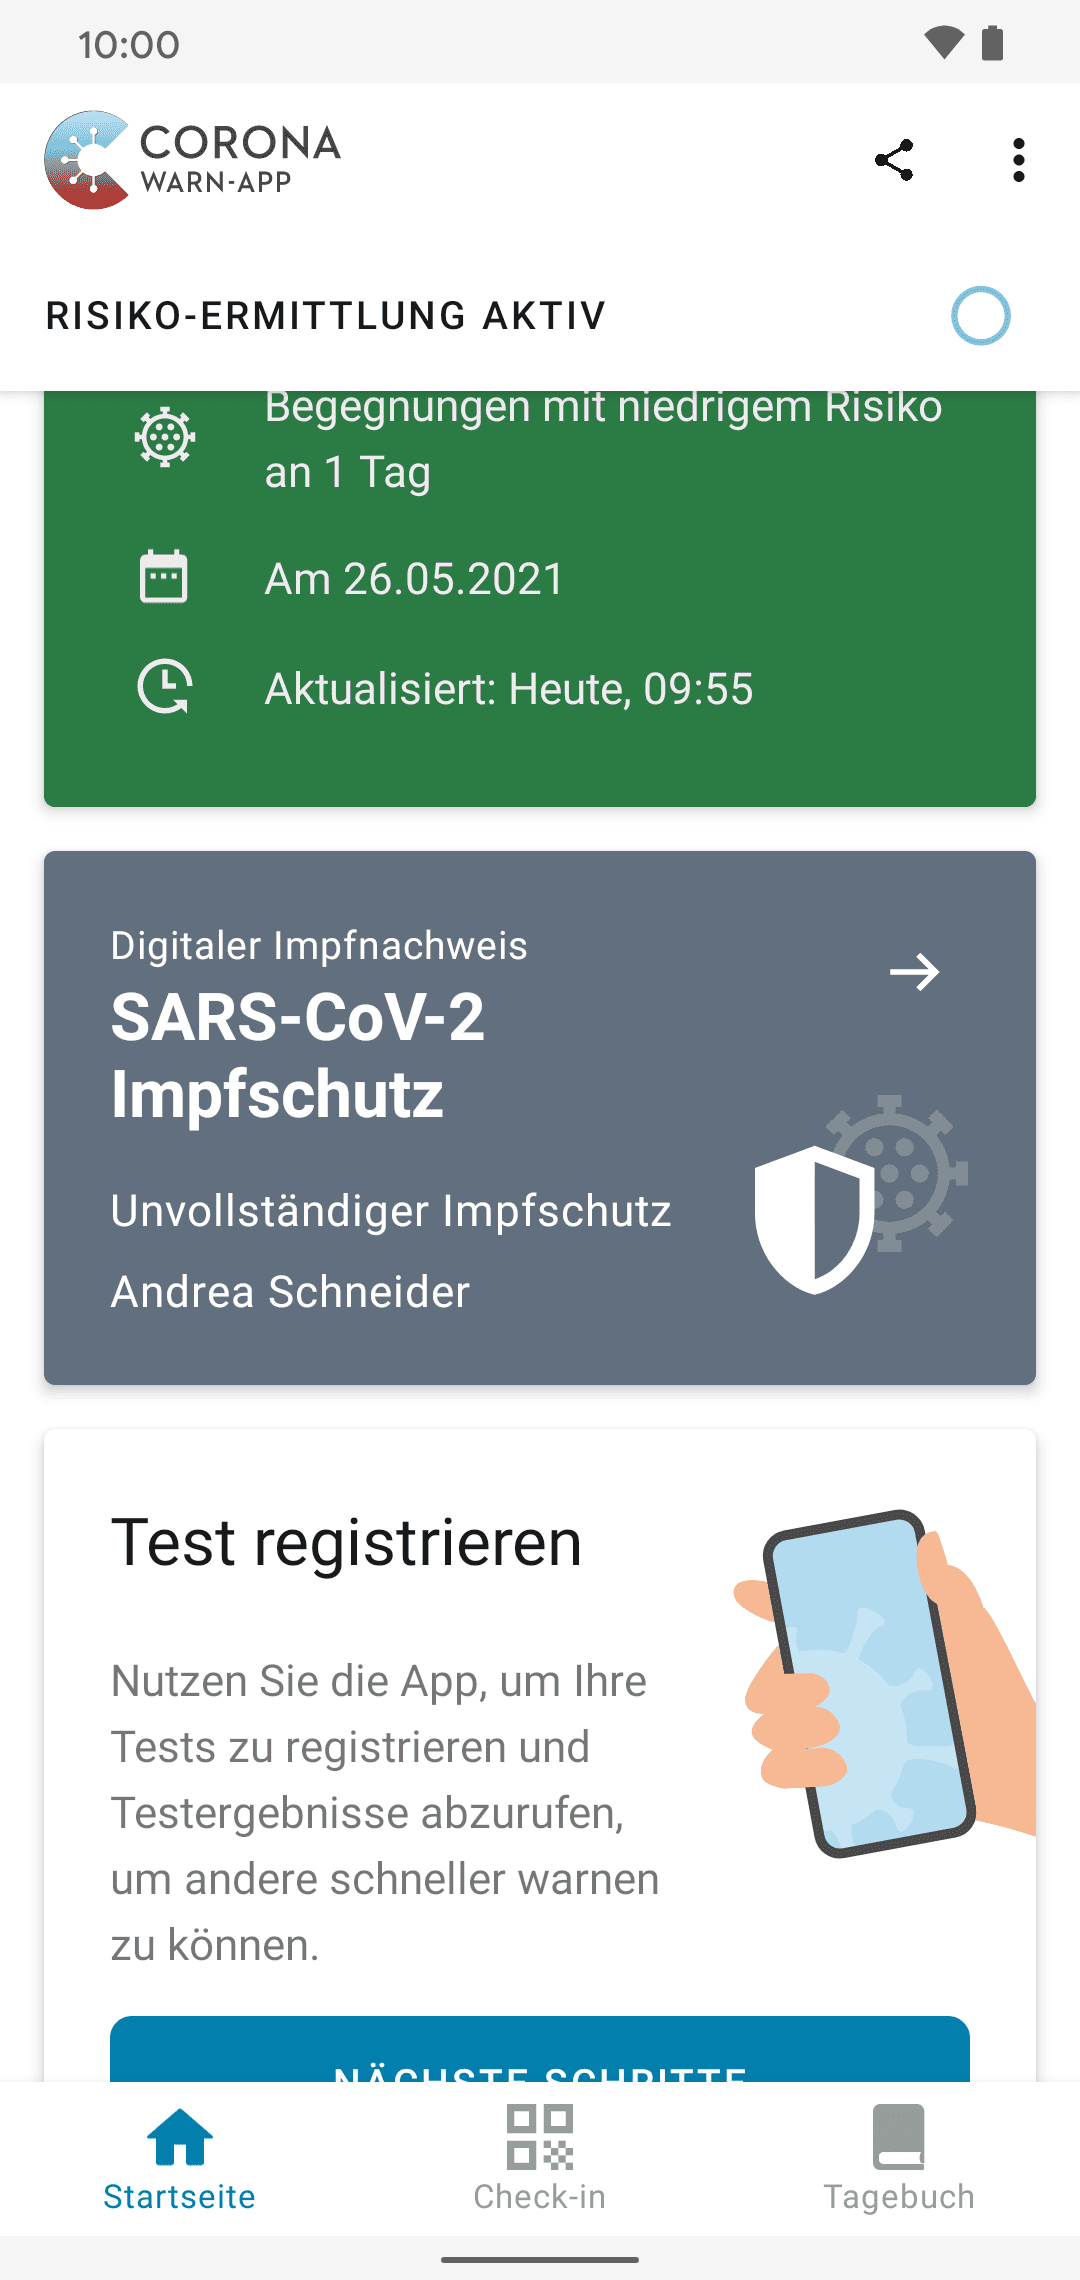 10:00
CORONA
WARN-APP
RISIKO-ERMITTLUNG AKTIV
Begegnungen mit niedrigem Risiko
an 1 Tag
Am 26.05.2021
Aktualisiert: Heute, 09:55
Digitaler Impfnachweis
SARS-CoV-2
Impfschutz
Unvollständiger Impfschutz
Andrea Schneider
Test registrieren
Nutzen Sie die App, um Ihre
Tests zu registrieren und
Testergebnisse abzurufen,
um andere schneller warnen
zu können.
NÄCHSTE SCHRITTE
Startseite
Check-in
Tagebuch